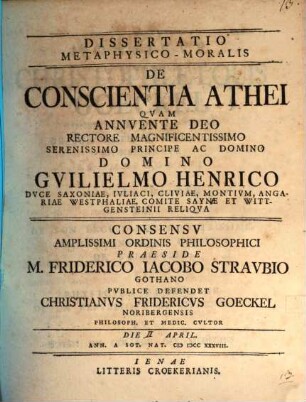 DISSERTATIO
METAPHYSICO-MORALIS
DE
CONSCIENTIA ATHEI
QVAM
ANNVENTE DEO
RECTORE MAGNIFICENTISSIMO
SERENISSIMO PRINCIPE AC DOMINO
DOMINO
GVILIELMO HENRICO
DVCE SAXONIAE, IVLIACI, CLIVIAE, MONTIVM, ANGA-
RIAE WESTPHALIAE, COMITE SAYNÆ ET WITT-
GENSTEINII RELIQVA
CONSENSV
AMPLISSIMI ORDINIS PHILOSOPHICI
PRAESIDE
M. FRIDERICO IACOBO STRAVBIO
GOTHANO
PVBLICE DEFENDET
CHRISTIANVS FRIDERICVS GOECKEL
NORIBERGENSIS
PHILOSOPH. ET MEDIC. CVLTOR
DIE II APRIL.
ANN. A IOT. NAT. CIƆ IƆCC XXXVIII.
IENAE
LITTERIS CROEKERIANIS.